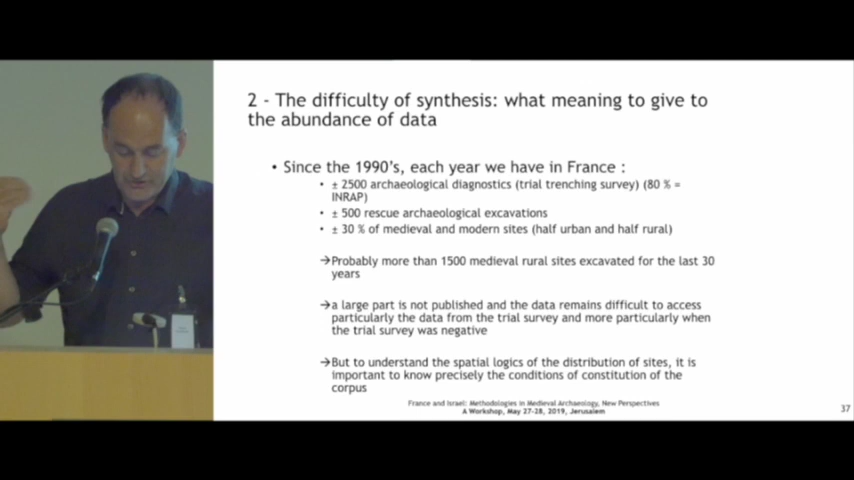 2 - The difficulty of synthesis: what meaning to give to
the abundance of data
• Since the 1990's, each year we have in France :
• ± 2500 archaeological diagnostics (trial trenching survey) (80 % =
INRAP)
• ± 500 rescue archaeological excavations
• ± 30 % of medieval and modern sites (half urban and half rural)
→Probably more than 1500 medieval rural sites excavated for the last 30
years
→a large part is not published and the data remains difficult to access
particularly the data from the trial survey and more particularly when
the trial survey was negative
→But to understand the spatial logics of the distribution of sites, it is
important to know precisely the conditions of constitution of the
corpus
France and Israel: Methodologies in Medieval Archaeology, New Perspectives
A Workshop, May 27-28, 2019, Jerusalem
37